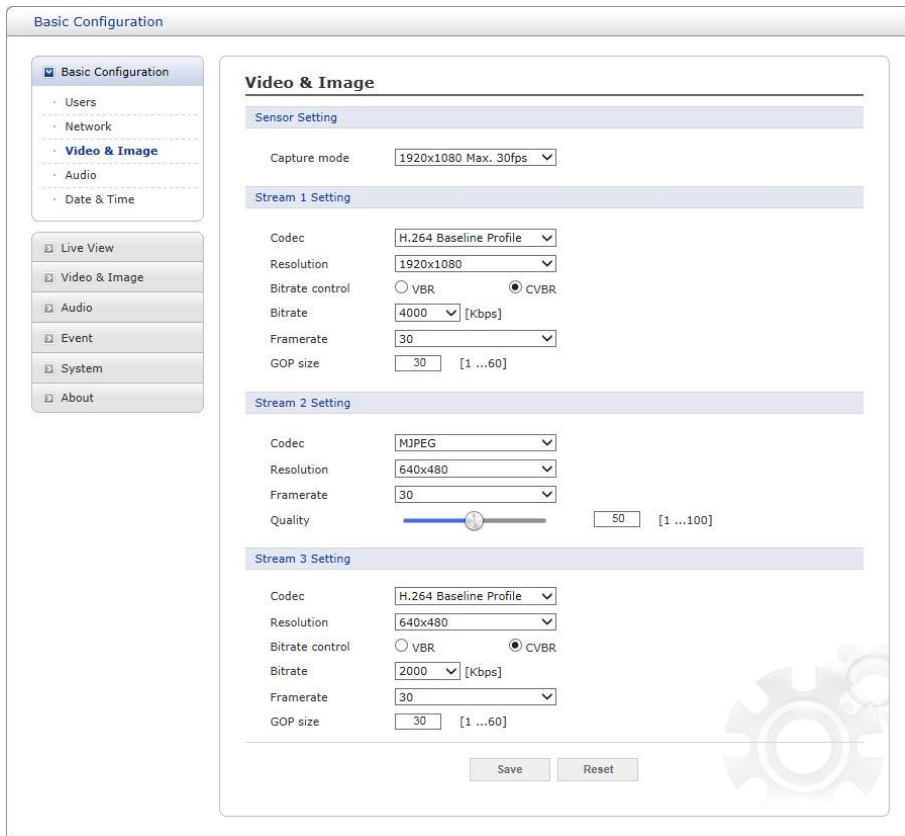 Basic Configuration
Basic Configuration
Users
Network
Video & Image
Audio
Date & Time
Live View
Video & Image
Audio
Event
System
About
Video & Image
Sensor Setting
Capture mode 1920x1080 Max. 30fps
Stream 1 Setting
Codec H.264 Baseline Profile
Resolution 1920x1080
Bitrate control VBR CVBR
Bitrate 4000 [Kbps]
Framerate 30
GOP size 30 [1 ...60]
Stream 2 Setting
Codec MJPEG
Resolution 640x480
Framerate 30
Quality 50 [1 ...100]
Stream 3 Setting
Codec H.264 Baseline Profile
Resolution 640x480
Bitrate control VBR CVBR
Bitrate 2000 [Kbps]
Framerate 30
GOP size 30 [1 ...60]
Save Reset